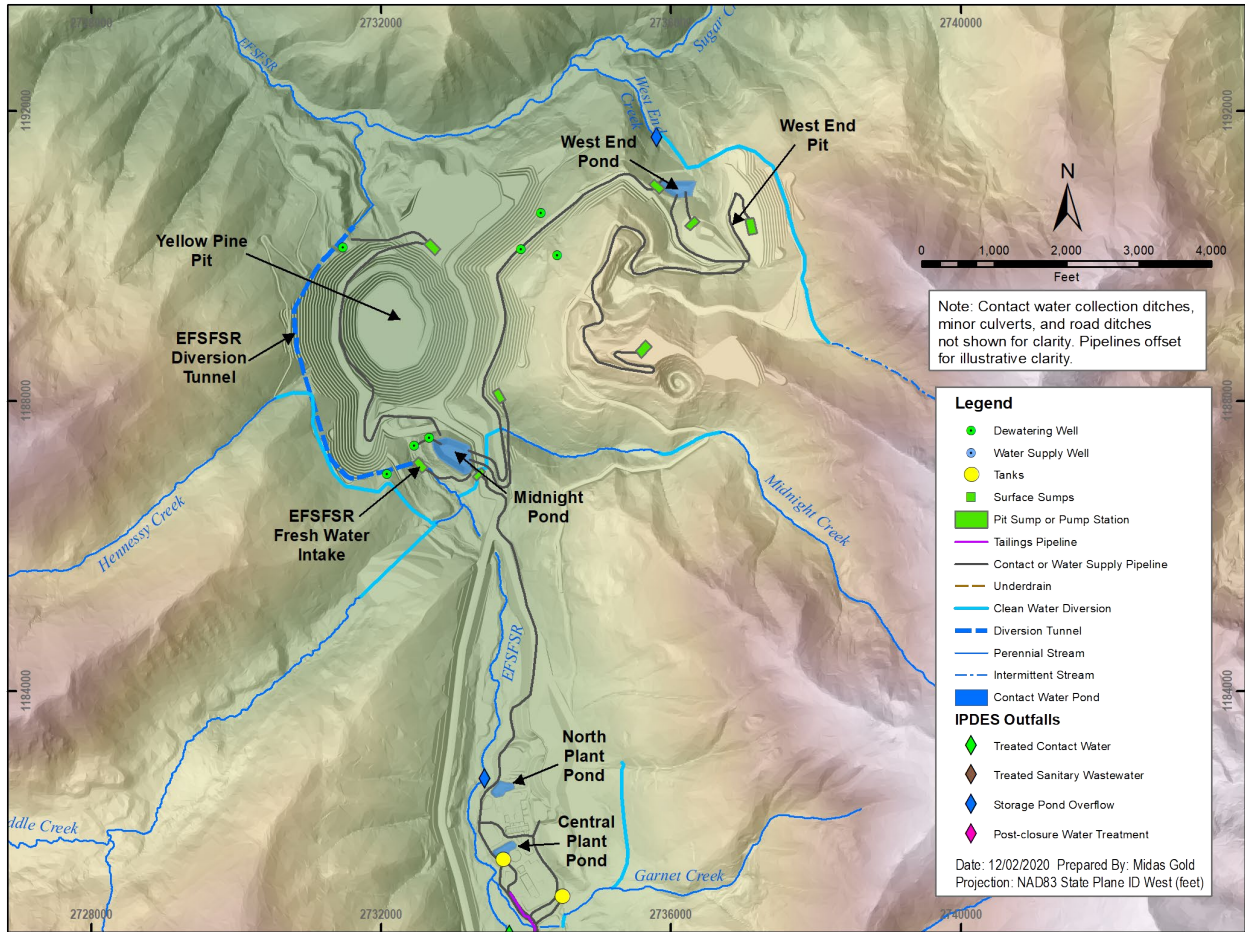 2728000
2732000
2736000
2740000
EFSFSR
Sugar Cr
West End
Creek
1192000
1192000
West End
Pond
West End
Pit
N
Yellow Pine
Pit
0 1,000 2,000 3,000 4,000
Feet
Note: Contact water collection ditches,
minor culverts, and road ditches
not shown for clarity. Pipelines offset
for illustrative clarity.
EFSFSR
Diversion
Tunnel
1188000
1188000
Legend
Dewatering Well
Water Supply Well
Tanks
Surface Sumps
Pit Sump or Pump Station
Tailings Pipeline
Contact or Water Supply Pipeline
Underdrain
Clean Water Diversion
Diversion Tunnel
Perennial Stream
Intermittent Stream
Contact Water Pond
IPDES Outfalls
Treated Contact Water
Treated Sanitary Wastewater
Storage Pond Overflow
Post-closure Water Treatment
Date: 12/02/2020 Prepared By: Midas Gold
Projection: NAD83 State Plane ID West (feet)
Midnight
Pond
Midnight Creek
EFSFSR
Fresh Water
Intake
Hennessy Creek
EFSFSR
1184000
1184000
North
Plant
Pond
Central
Plant
Pond
ddle Creek
Garnet Creek
2728000
2732000
2736000
2740000